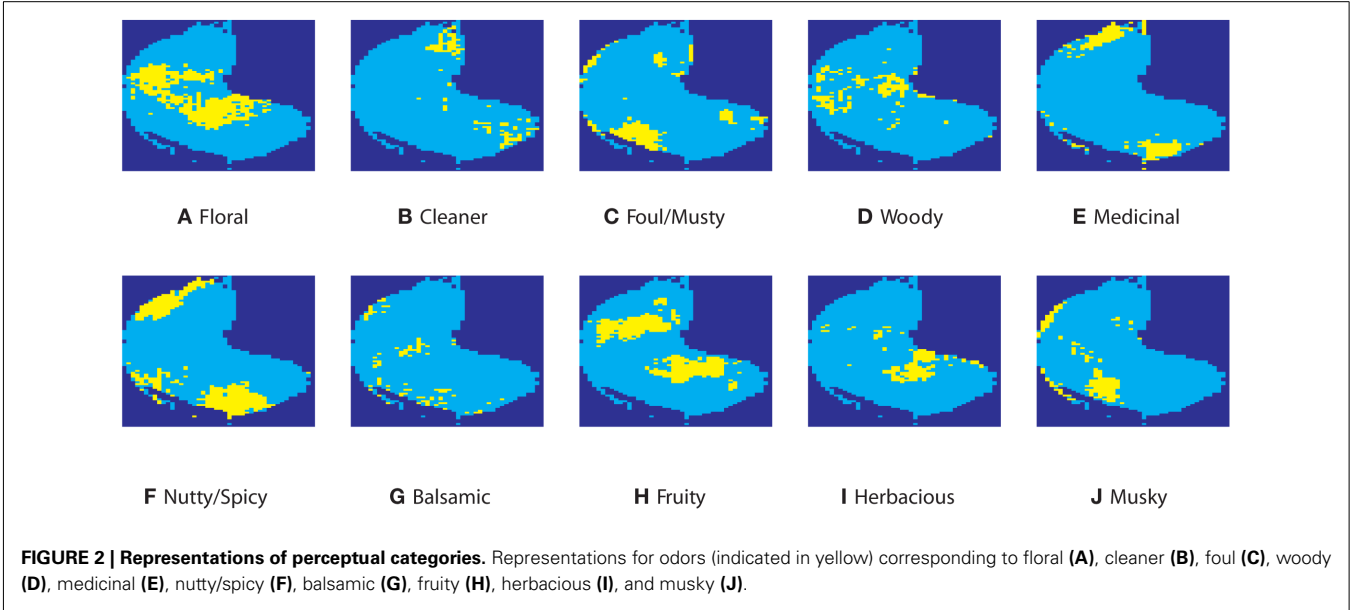 A Floral
B Cleaner
C Foul/Musty
D Woody
E Medicinal
F Nutty/Spicy
G Balsamic
H Fruity
I Herbacious
J Musky
FIGURE 2 | Representations of perceptual categories. Representations for odors (indicated in yellow) corresponding to floral (A), cleaner (B), foul (C), woody
(D), medicinal (E), nutty/spicy (F), balsamic (G), fruity (H), herbacious (I), and musky (J).